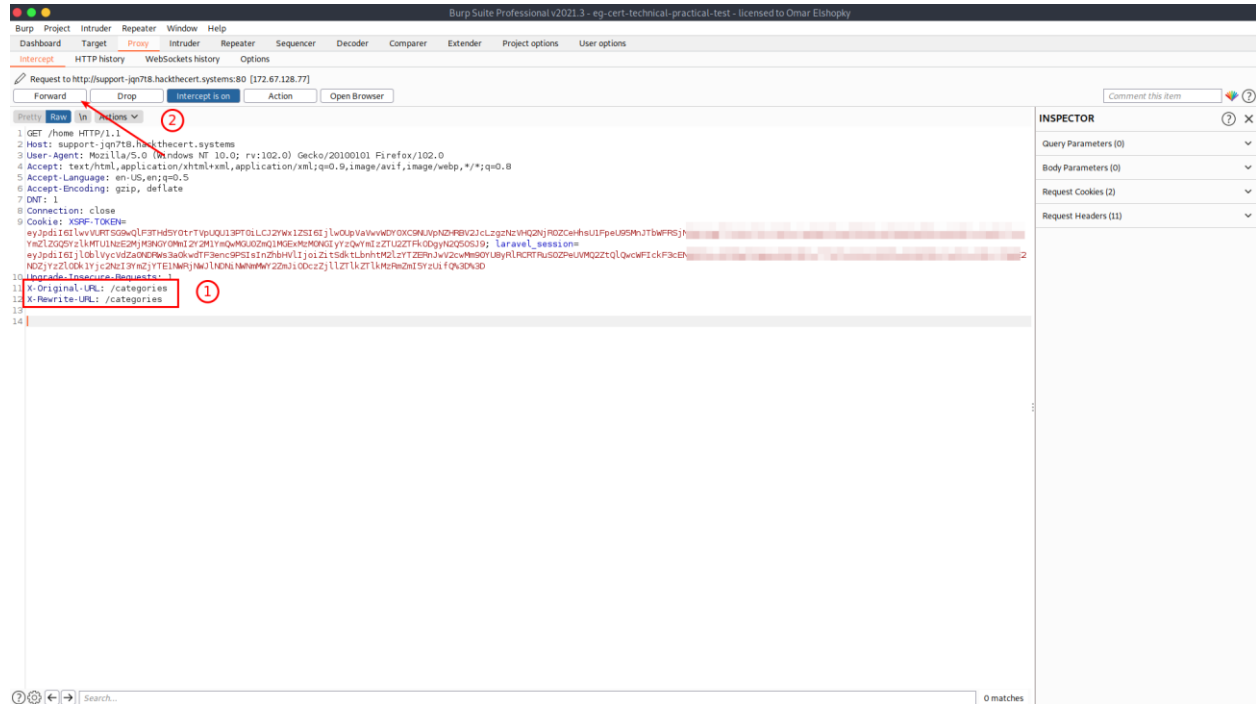 Burp Suite Professional v2021.3 - eg-cert-technical-practical-test - licensed to Omar Elshopky
Burp Project Intruder Repeater Window Help
Dashboard Target Proxy Intruder Repeater Sequencer Decoder Comparer Extender Project options User options
Intercept HTTP history WebSockets history Options
Request to http://support-jqn7t8.hackthecert.systems:80 [172.67.128.77]
Forward Drop Intercept is on Action Open Browser Comment this item
Pretty Raw \n Actions
2
INSPECTOR
Query Parameters (0)
Body Parameters (0)
Request Cookies (2)
Request Headers (11)
1 GET /home HTTP/1.1
2 Host: support-jqn7t8.hackthecert.systems
3 User-Agent: Mozilla/5.0 (Windows NT 10.0; rv:102.0) Gecko/20100101 Firefox/102.0
4 Accept: text/html,application/xhtml+xml,application/xml;q=0.9,image/avif,image/webp,*/*;q=0.8
5 Accept-Language: en-US,en;q=0.5
6 Accept-Encoding: gzip, deflate
7 DNT: 1
8 Connection: close
9 Cookie: XSRF-TOKEN=
laravel_session=
10 Upgrade-Insecure-Requests: 1
11 X-Original-URL: /categories
12 X-Rewrite-URL: /categories
1
13
14
Search...
0 matches